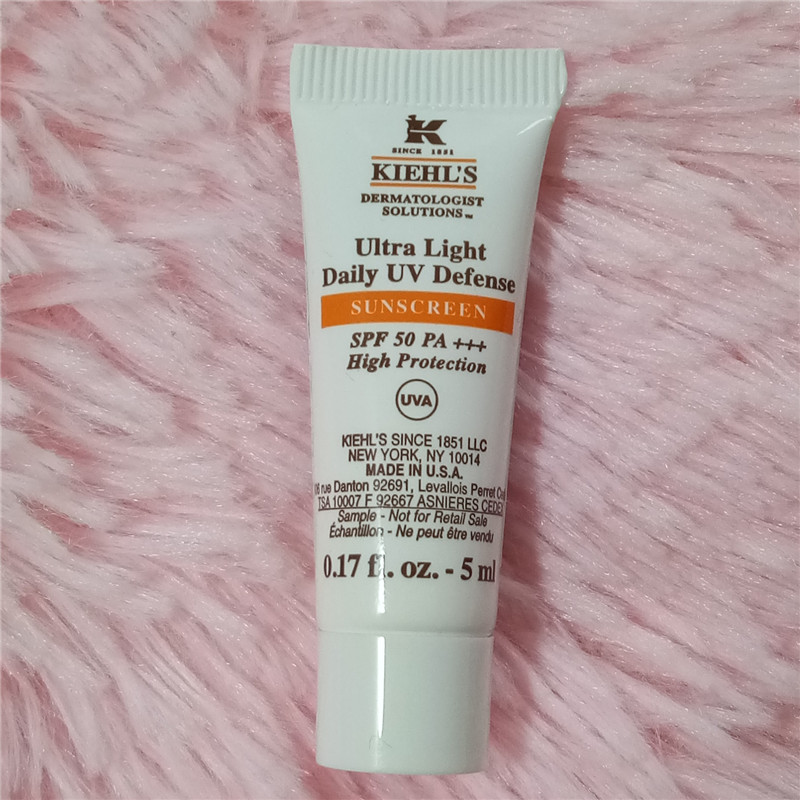 K
SINCE 1851
KIEHL'S
DERMATOLOGIST
SOLUTIONS™
Ultra Light
Daily UV Defense
SUNSCREEN
SPF 50 PA +++
High Protection
UVA
KIEHL'S SINCE 1851 LLC
NEW YORK, NY 10014
MADE IN U.S.A.
rue Danton 92691, Levallois Perret
TSA 10007 F 92667 ASNIERES CEDEX
Sample - Not for Retail Sale
Échantillon - Ne peut être vendu
0.17 fl. oz. - 5 ml